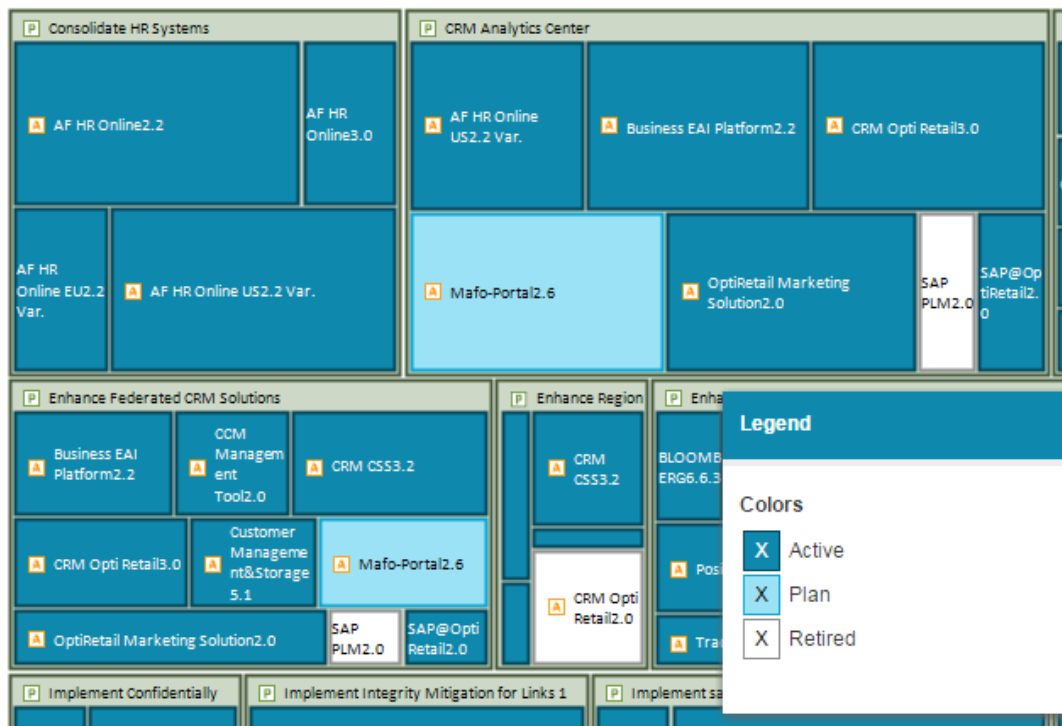 P Consolidate HR Systems
A AF HR Online2.2
AF HR
Online3.0
AF HR
Online EU2.2
Var.
A AF HR Online US2.2 Var.
P CRM Analytics Center
A AF HR Online
US2.2 Var.
A Business EAI Platform2.2
A CRM Opti Retail3.0
A Mafo-Portal2.6
A OptiRetail Marketing
Solution2.0
SAP
PLM2.0
SAP@Op
tiRetail2.
0
P Enhance Federated CRM Solutions
A Business EAI
Platform2.2
A CCM
Managem
ent
Tool2.0
A CRM CSS3.2
A CRM Opti Retail3.0
A Customer
Manageme
nt&Storage
5.1
A Mafo-Portal2.6
A OptiRetail Marketing Solution2.0
SAP
PLM2.0
SAP@Opti
Retail2.0
P Enhance Region
A CRM
CSS3.2
A CRM Opti
Retail2.0
P Enha
BLOOMB
ERG6.6.3
A Posi
A Tra
Legend
Colors
X Active
X Plan
X Retired
P Implement Confidentially
P Implement Integrity Mitigation for Links 1
P Implement sa